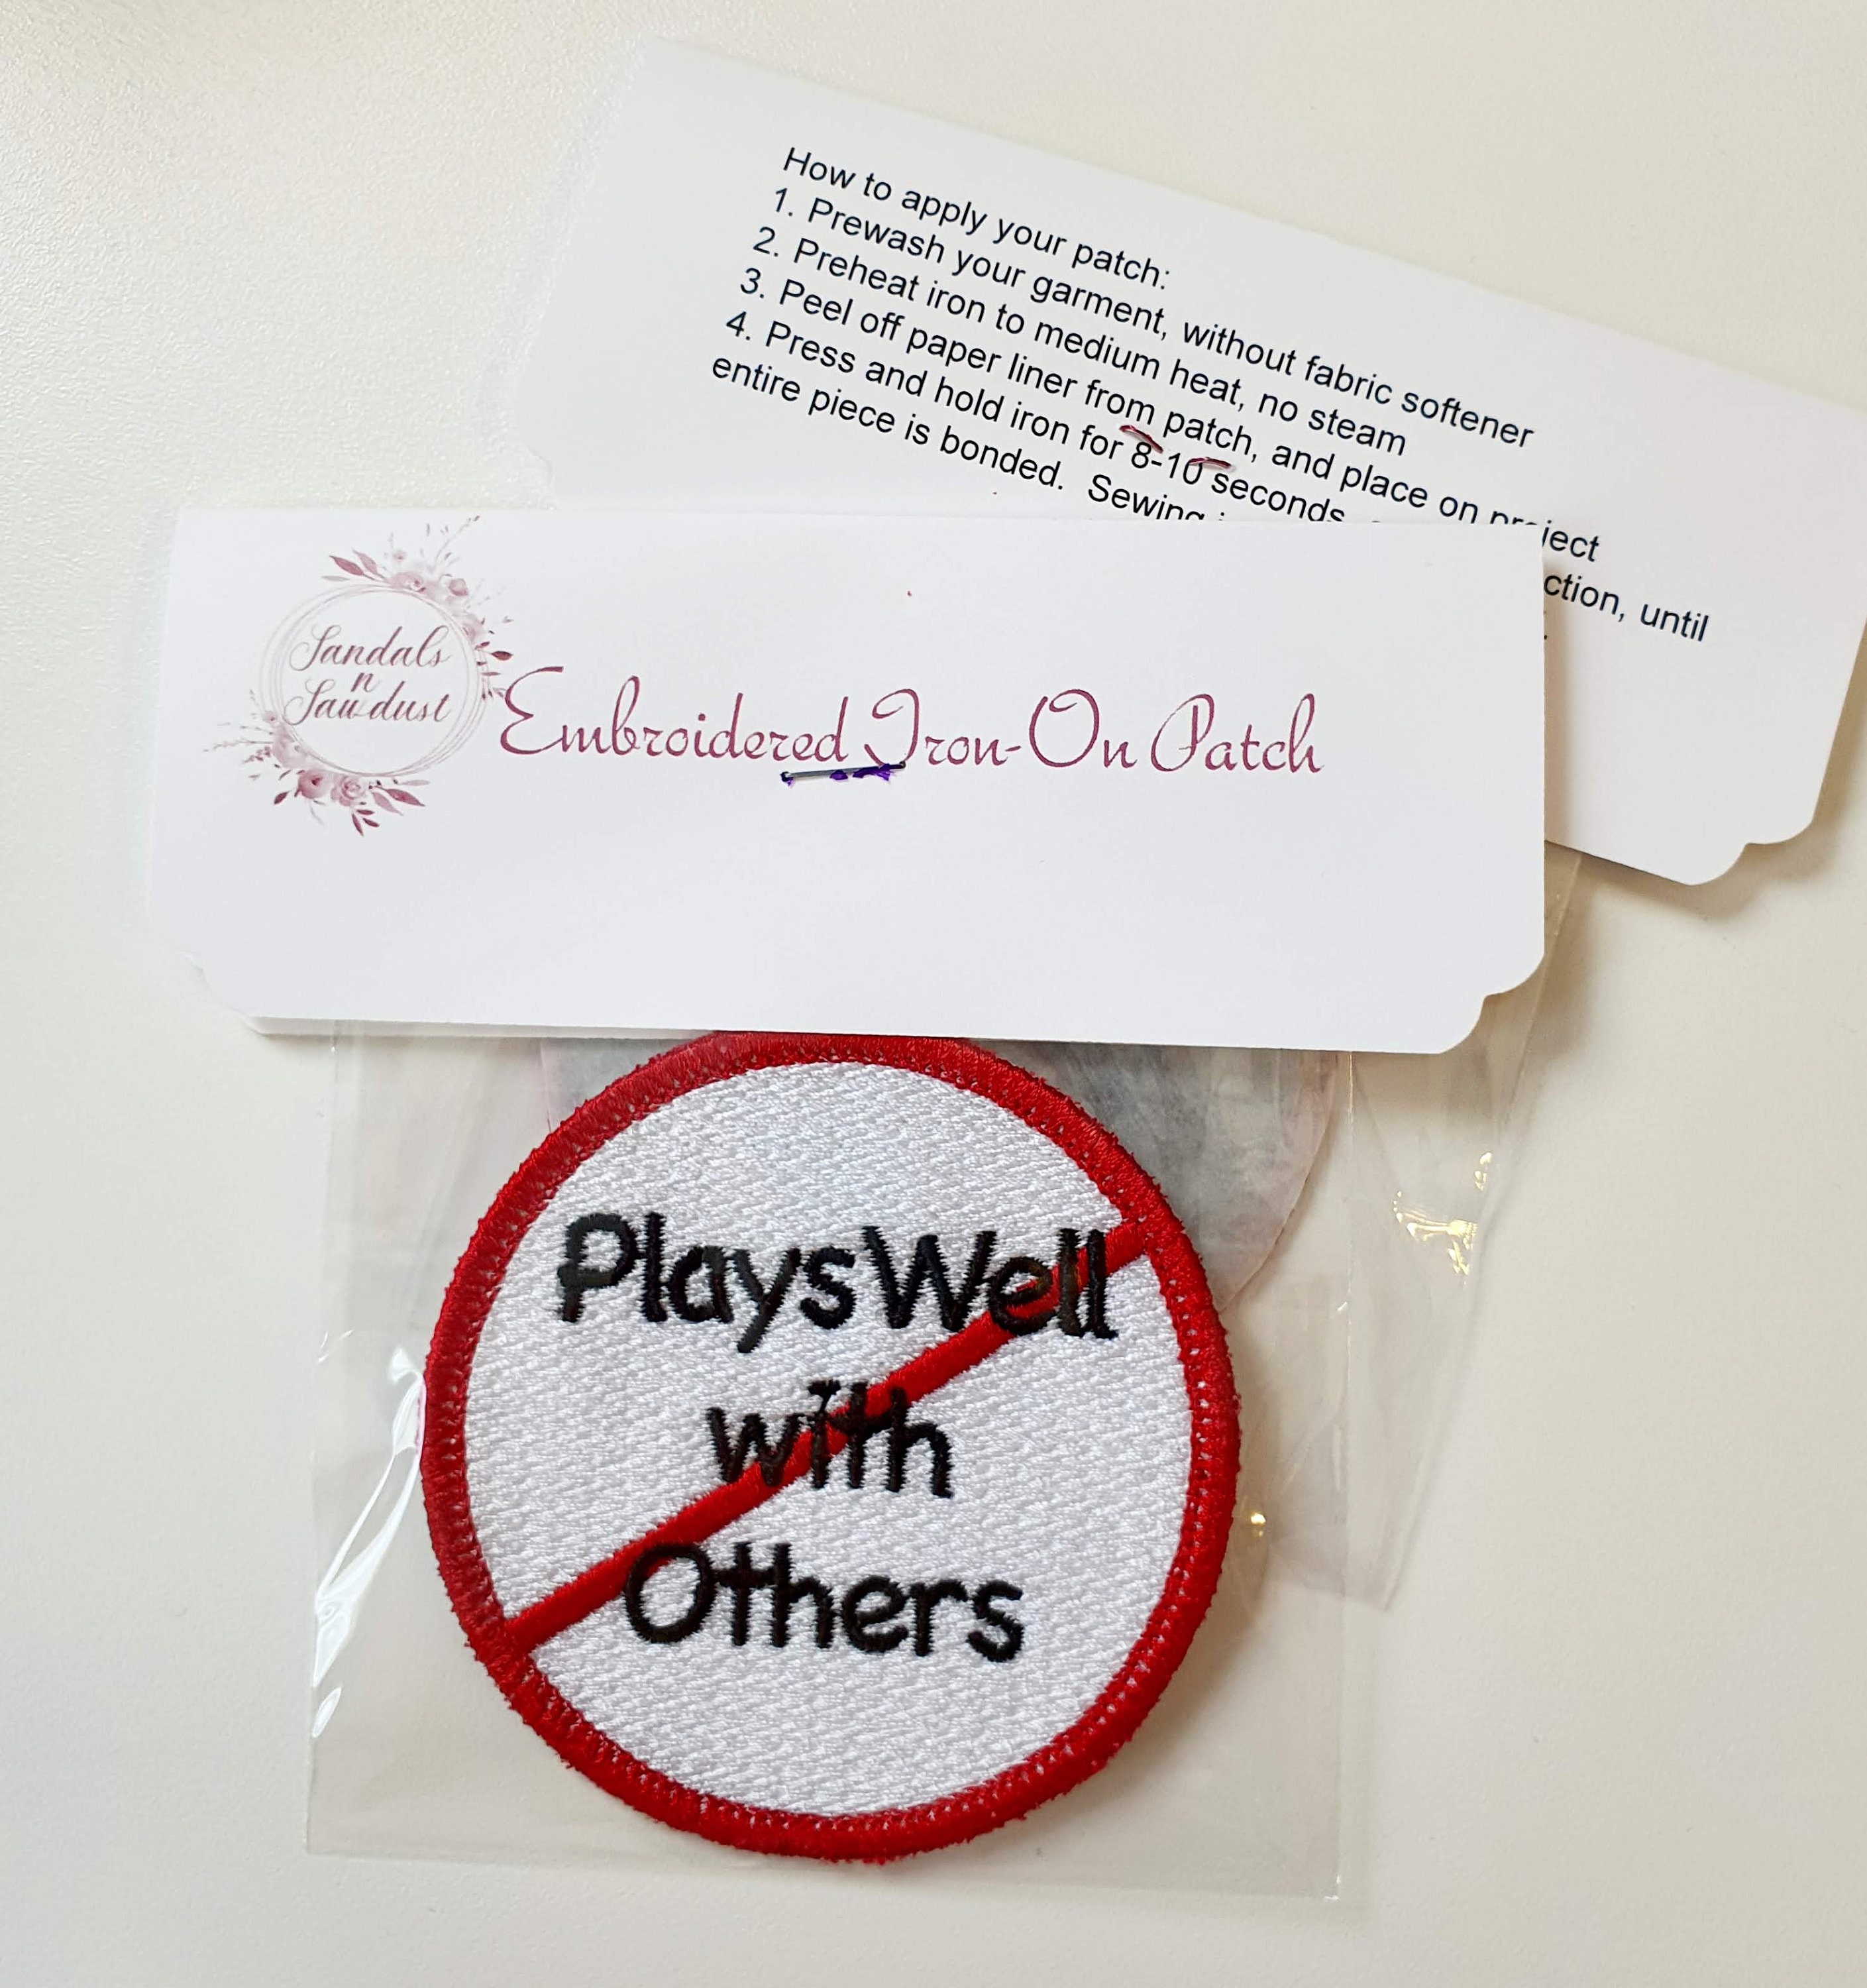 How to apply your patch:
1. Prewash your garment, without fabric softener
2. Preheat iron to medium heat, no steam
3. Peel off paper liner from patch, and place on project
4. Press and hold iron for 8-10 seconds, ction, until
entire piece is bonded. Sewing
Sandals
n
Sawdust
Embroidered Iron-On Patch
Plays Well
with
Others